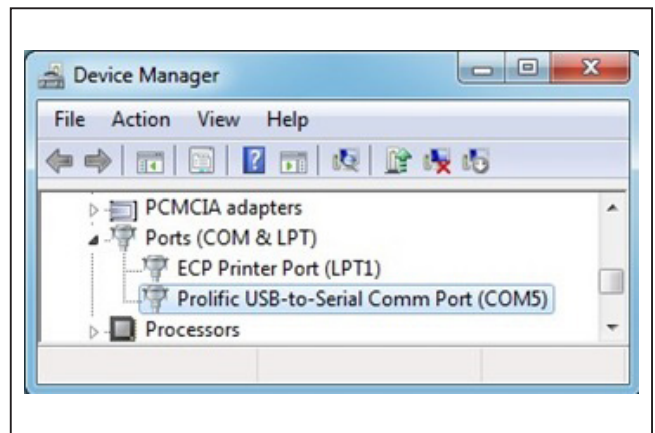 Device Manager
File Action View Help
PCMCIA adapters
Ports (COM & LPT)
ECP Printer Port (LPT1)
Prolific USB-to-Serial Comm Port (COM5)
Processors